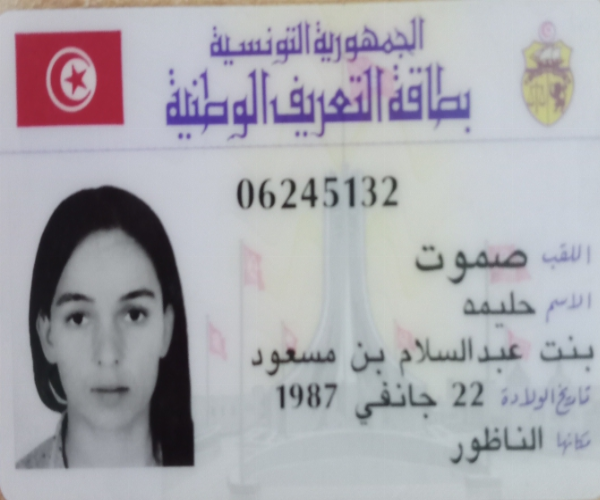 الجمهورية التونسية
بطاقة التعريف الوطنية
06245132
اللقب صموت
الاسم حليمه
بنت عبدالسلام بن مسعود
تاريخ الولادة 22 جانفي 1987
مكانها الناظور